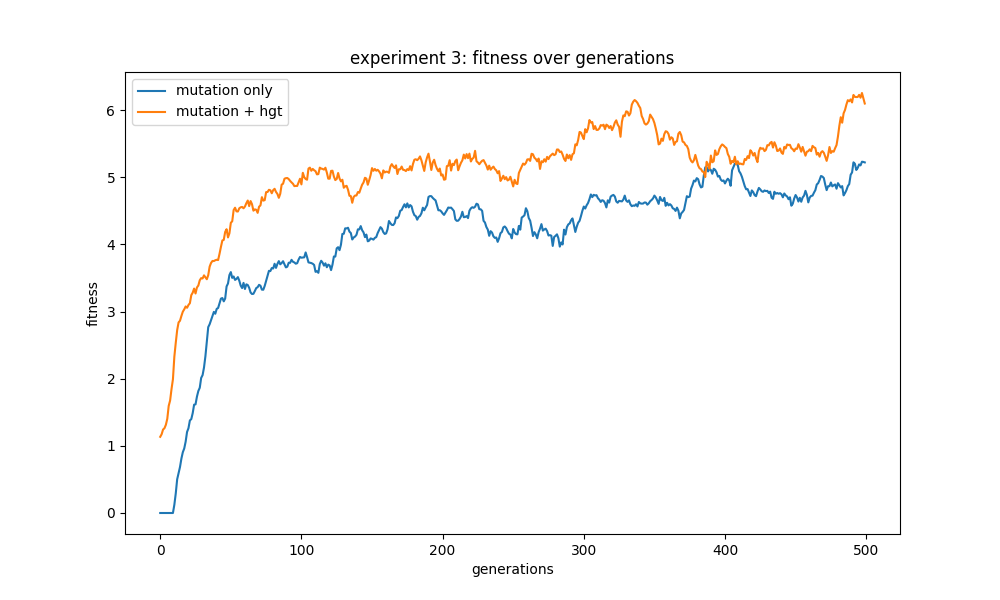 experiment 3: fitness over generations
mutation only
mutation + hgt
6
5
4
3
2
1
0
fitness
0 100 200 300 400 500
generations